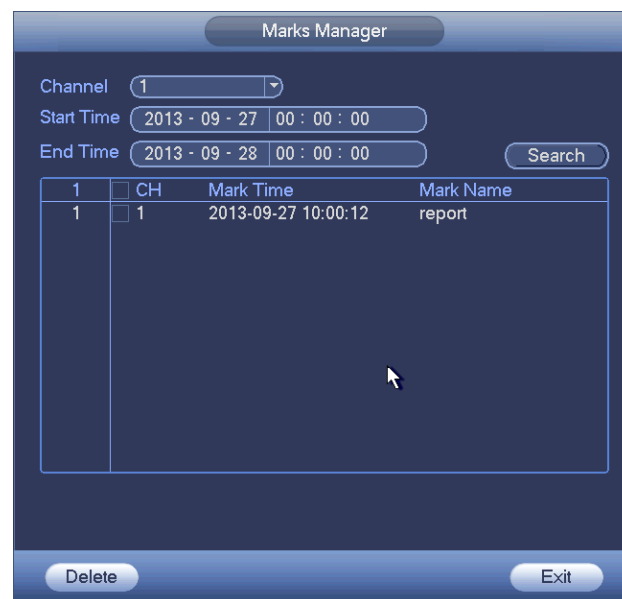 Marks Manager
Channel 1
Start Time 2013 - 09 - 27 00 : 00 : 00
End Time 2013 - 09 - 28 00 : 00 : 00
Search
1 CH Mark Time Mark Name
1 1 2013-09-27 10:00:12 report
Delete Exit